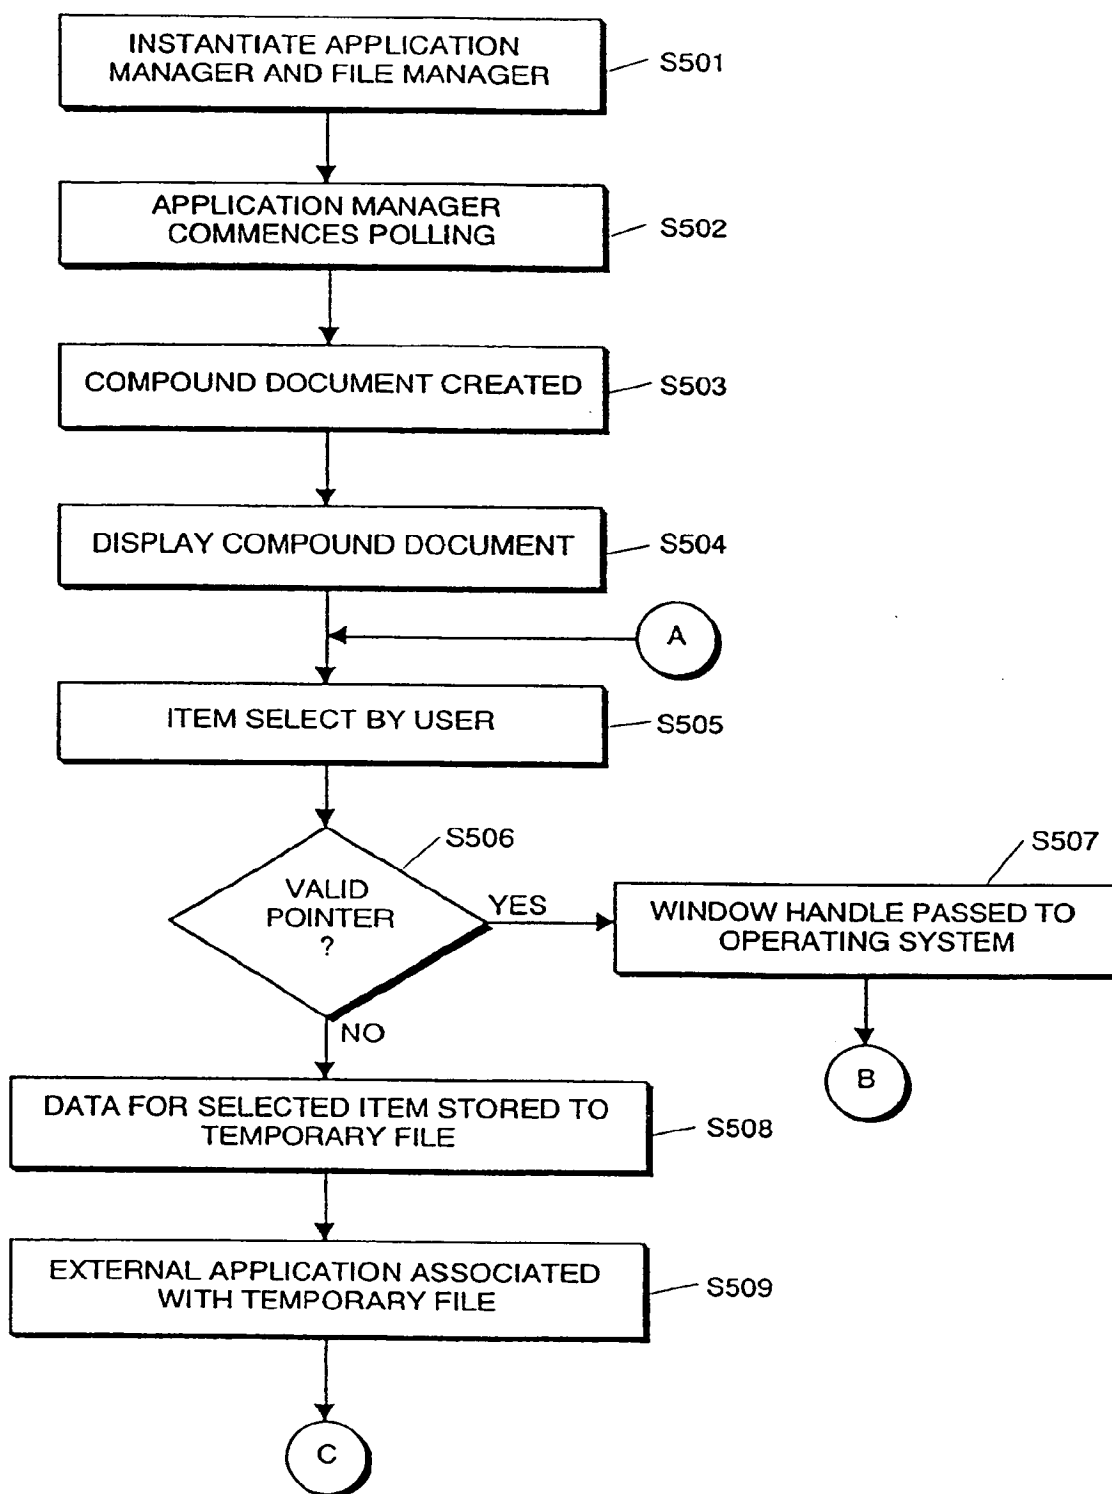 INSTANTIATE APPLICATION
MANAGER AND FILE MANAGER
S501
APPLICATION MANAGER
COMMENCES POLLING
S502
COMPOUND DOCUMENT CREATED
S503
DISPLAY COMPOUND DOCUMENT
S504
A
ITEM SELECT BY USER
S505
S506
VALID
POINTER
?
YES
S507
WINDOW HANDLE PASSED TO
OPERATING SYSTEM
NO
B
DATA FOR SELECTED ITEM STORED TO
TEMPORARY FILE
S508
EXTERNAL APPLICATION ASSOCIATED
WITH TEMPORARY FILE
S509
C